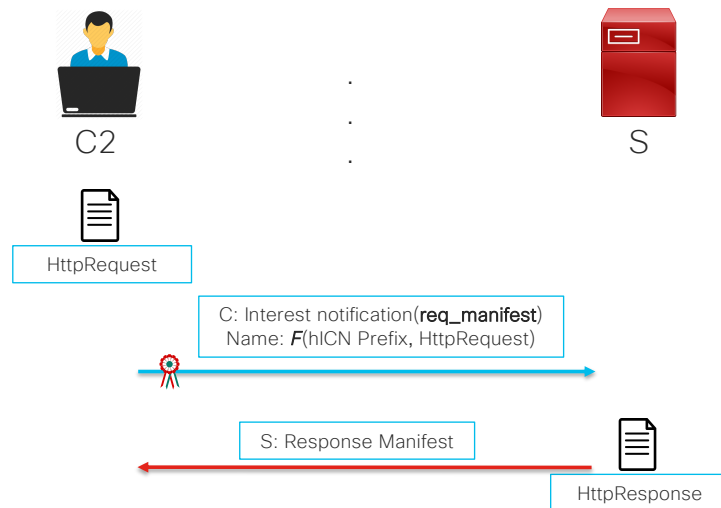 C2
S
HttpRequest
C: Interest notification(req_manifest)
Name: F(hICN Prefix, HttpRequest)
S: Response Manifest
HttpResponse